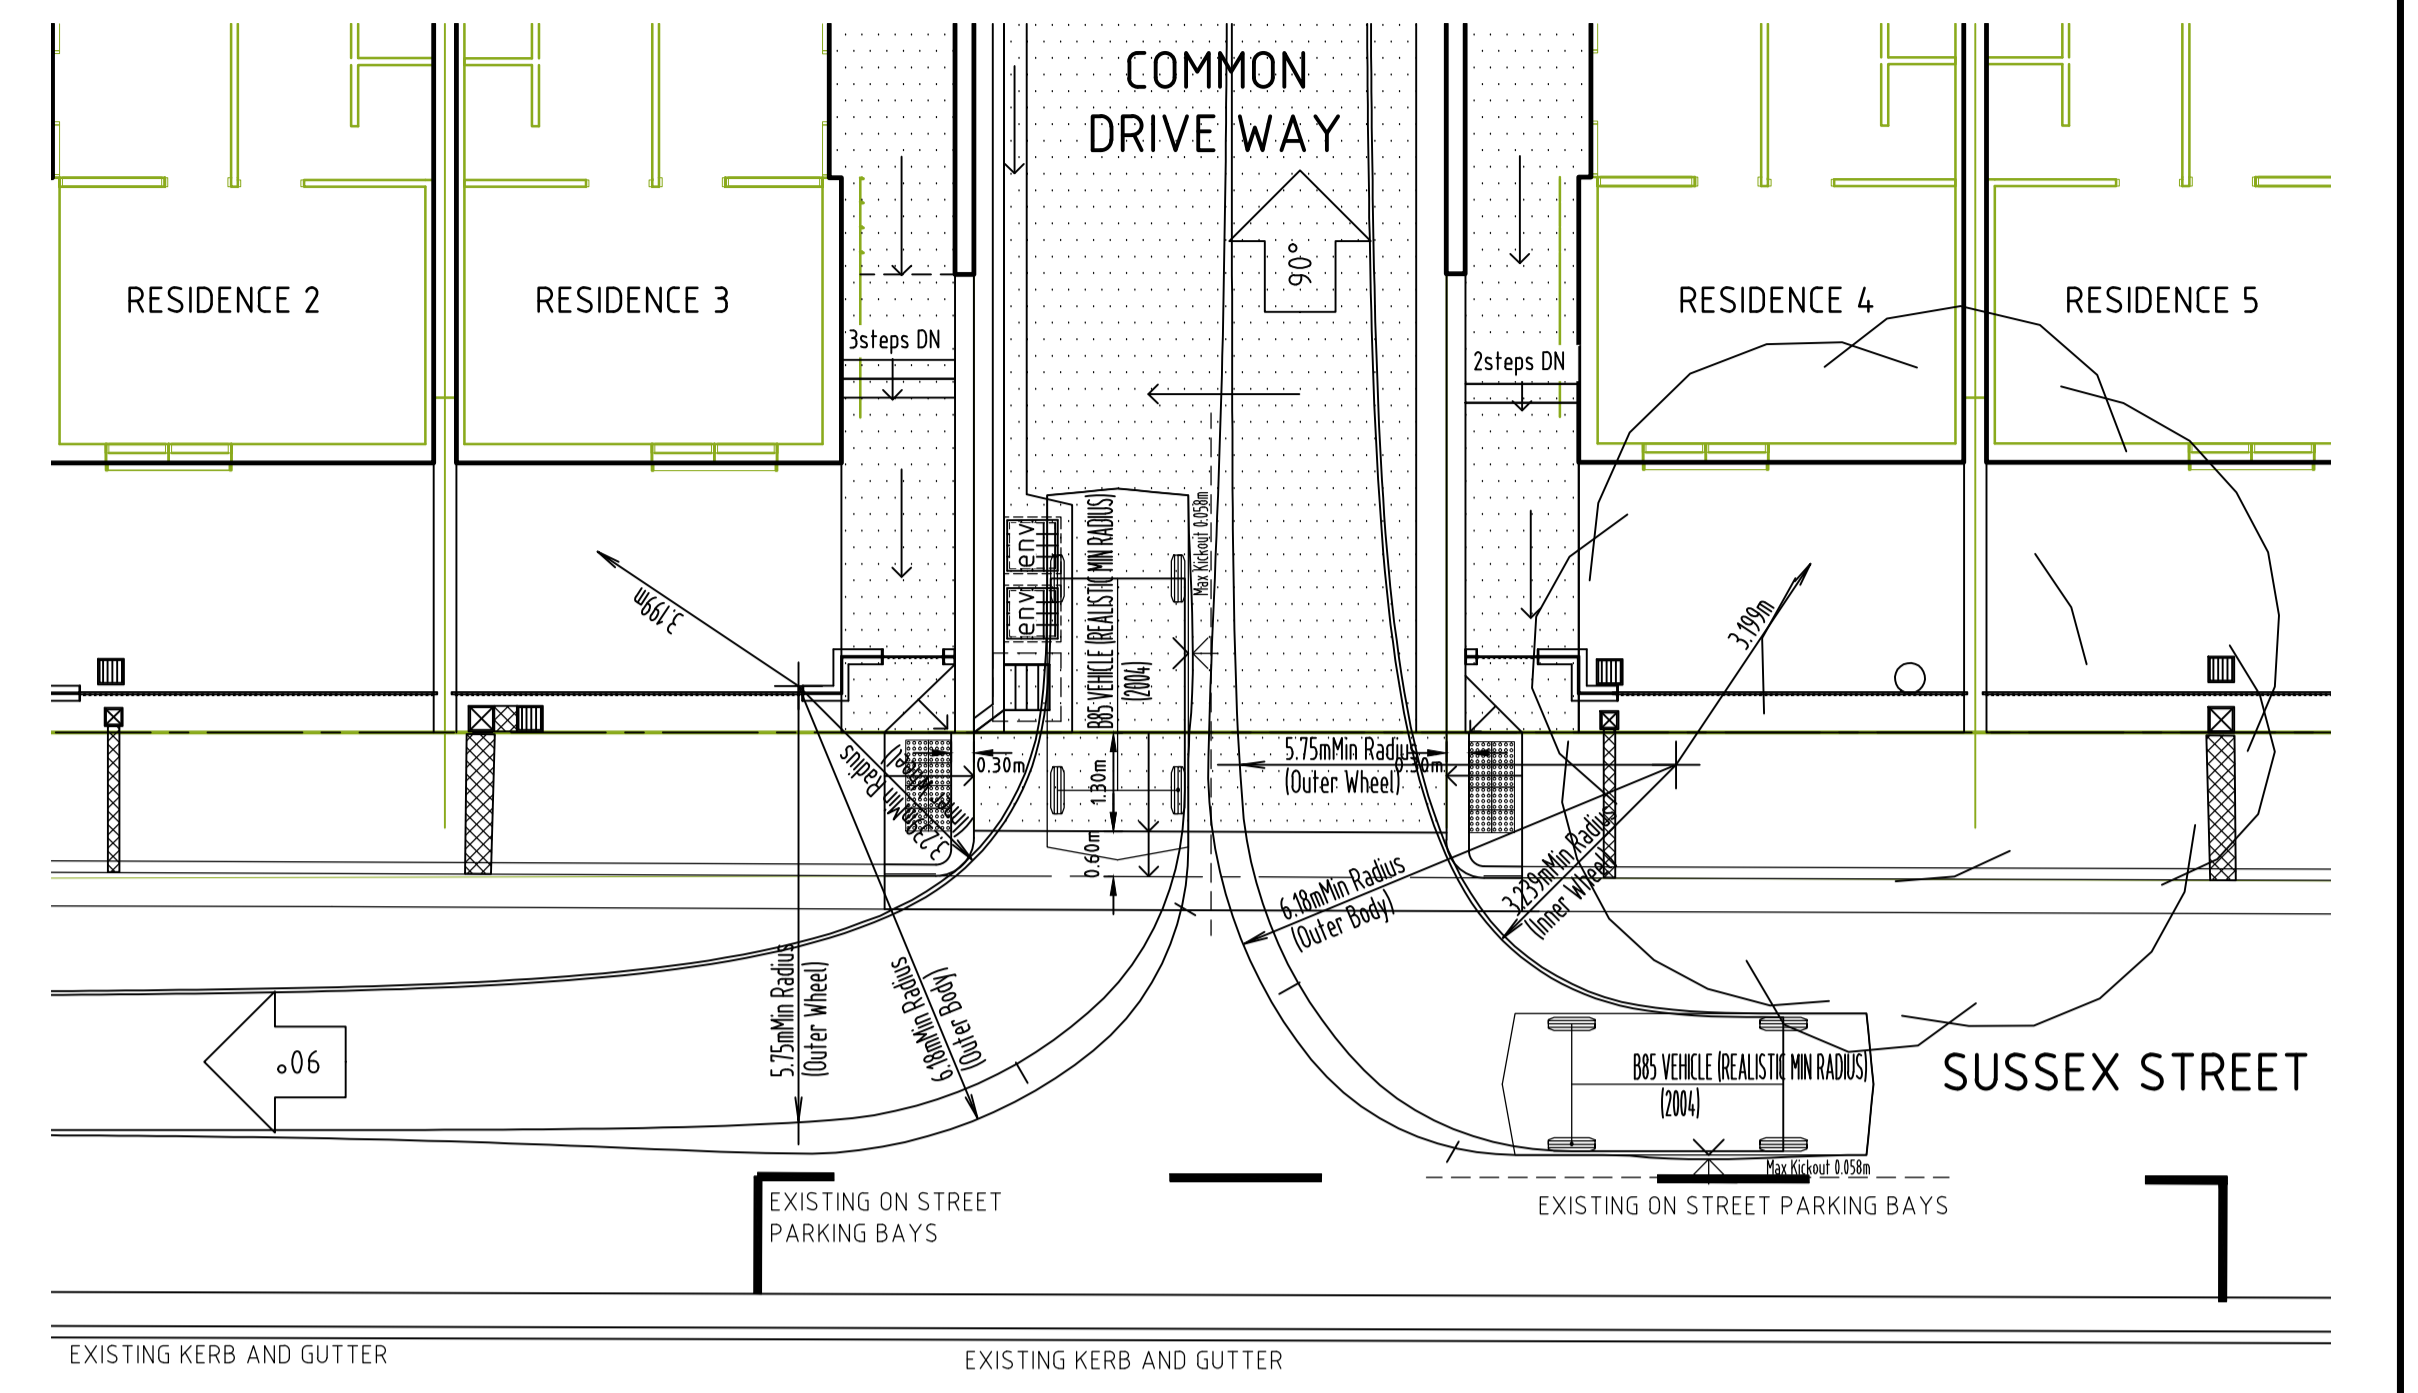 COMMON
DRIVE WAY
90°
RESIDENCE 2
RESIDENCE 3
RESIDENCE 4
RESIDENCE 5
3steps DN
2steps DN
env
env
B85 VEHICLE (REALISTIC MIN RADIUS)
(2004)
Max Kickout 0.058m
3.199m
3.199m
0.30m
1.30m
0.60m
5.75mMin Radius
(Outer Wheel)
0.30m
6.18mMin Radius
(Outer Body)
3.239mMin Radius
(Inner Wheel)
5.75mMin Radius
(Outer Wheel)
6.18mMin Radius
(Outer Body)
90°
B85 VEHICLE (REALISTIC MIN RADIUS)
(2004)
Max Kickout 0.058m
SUSSEX STREET
EXISTING ON STREET
PARKING BAYS
EXISTING ON STREET PARKING BAYS
EXISTING KERB AND GUTTER
EXISTING KERB AND GUTTER